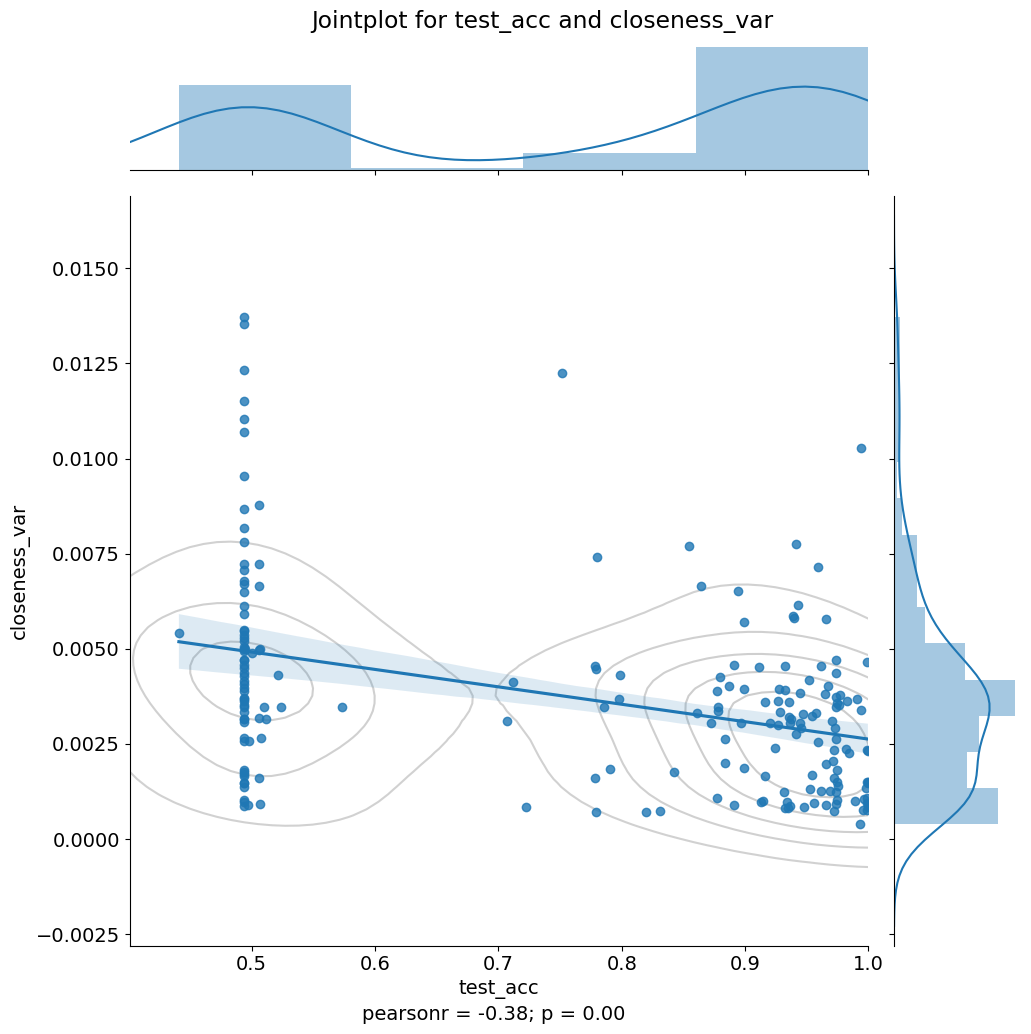 Jointplot for test_acc and closeness_var
0.0150
0.0125
0.0100
0.0075
0.0050
0.0025
0.0000
−0.0025
closeness_var
0.5 0.6 0.7 0.8 0.9 1.0
test_acc
pearsonr = -0.38; p = 0.00